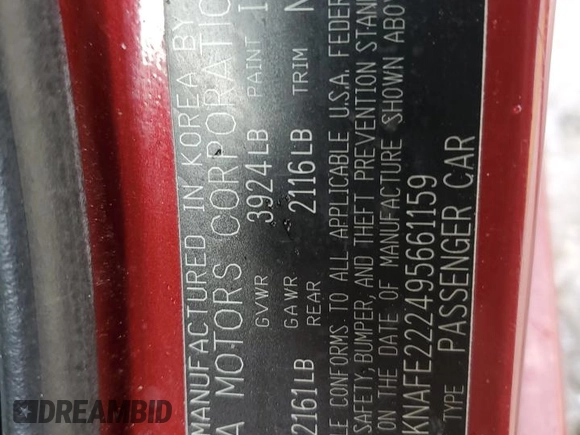 MANUFACTURED IN KOREA BY
A MOTORS CORPORATIO
GVWR 3924LB PAINT
GAWR
2161LB REAR 2116LB TRIM
LE CONFORMS TO ALL APPLICABLE U.S.A. FEDER
SAFETY, BUMPER, AND THEFT PREVENTION STAN
ON THE DATE OF MANUFACTURE SHOWN ABOV
KNAFE222495661159
TYPE PASSENGER CAR
DREAMBID